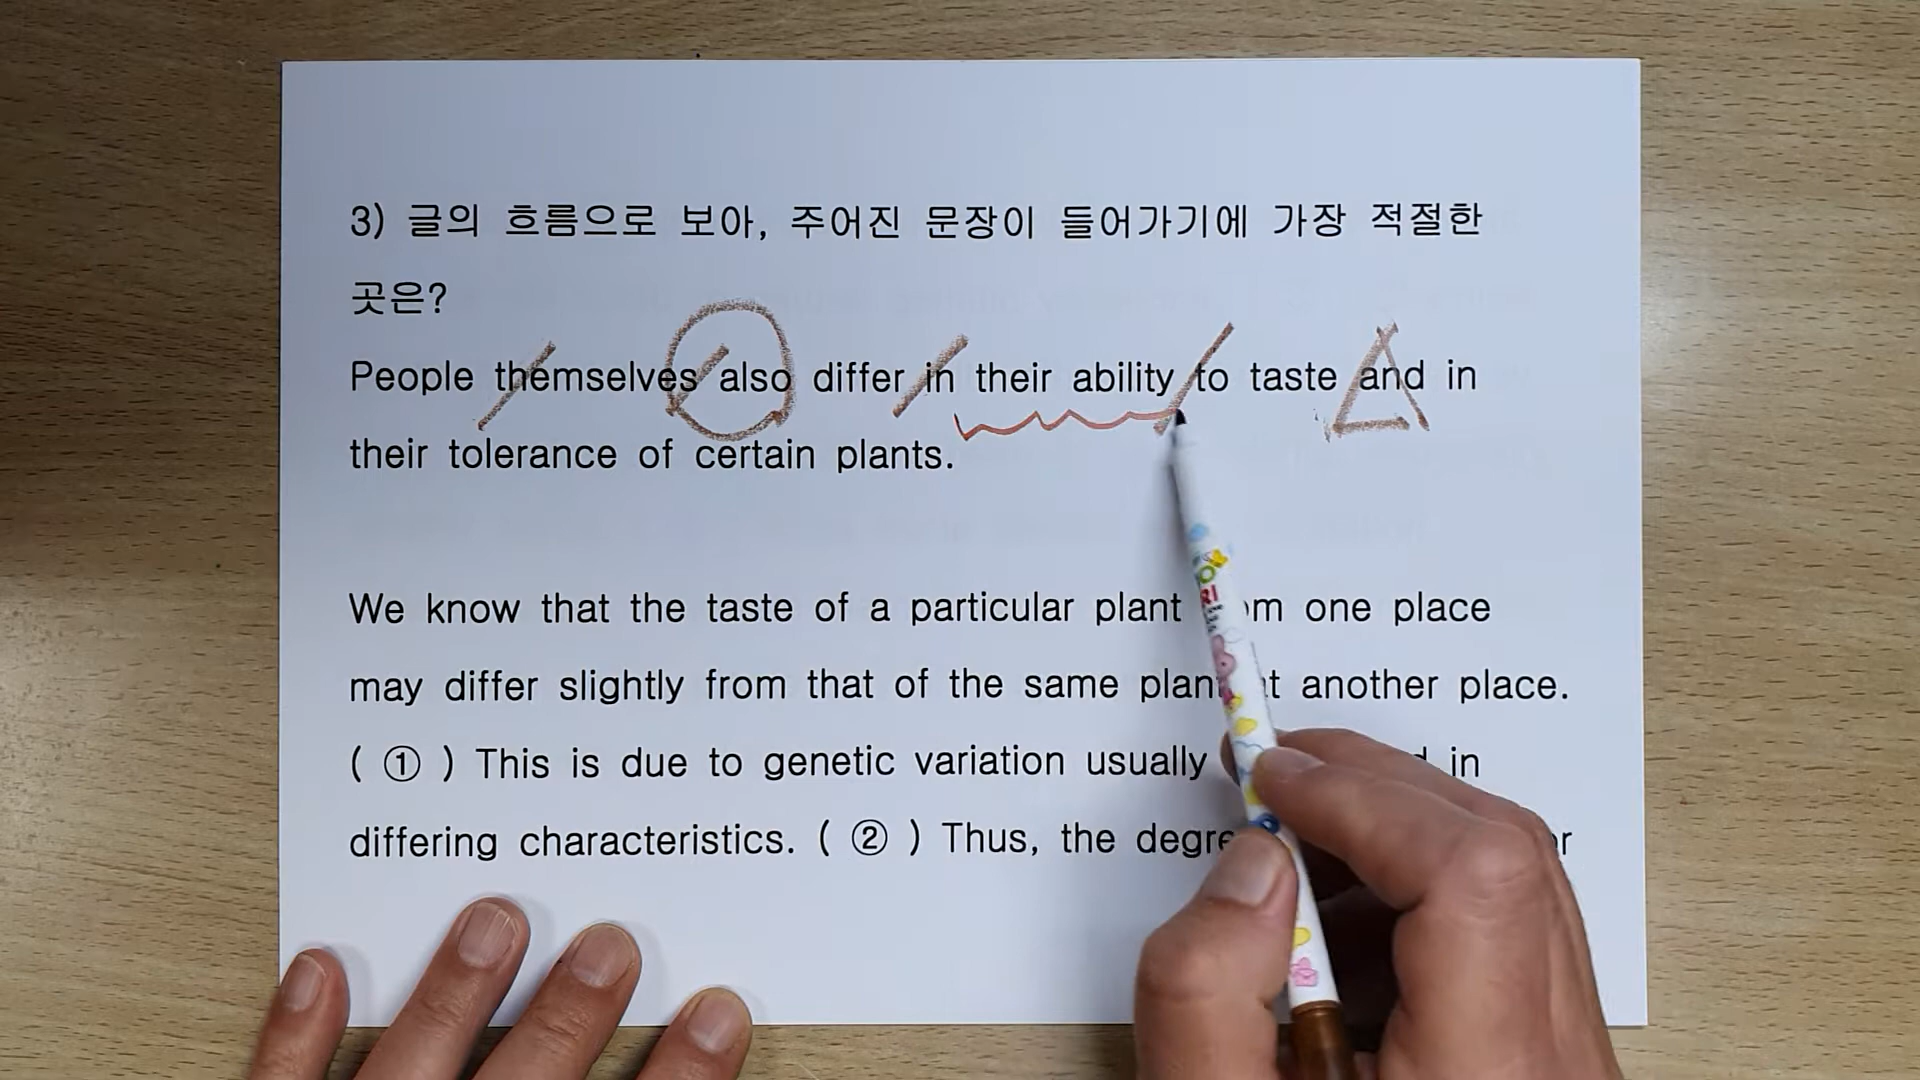 3) 글의 흐름으로 보아, 주어진 문장이 들어가기에 가장 적절한
곳은?
People themselves also differ in their ability to taste and in
their tolerance of certain plants.
We know that the taste of a particular plant one place
may differ slightly from that of the same plant another place.
( ① ) This is due to genetic variation usually in
differing characteristics. ( ② ) Thus, the